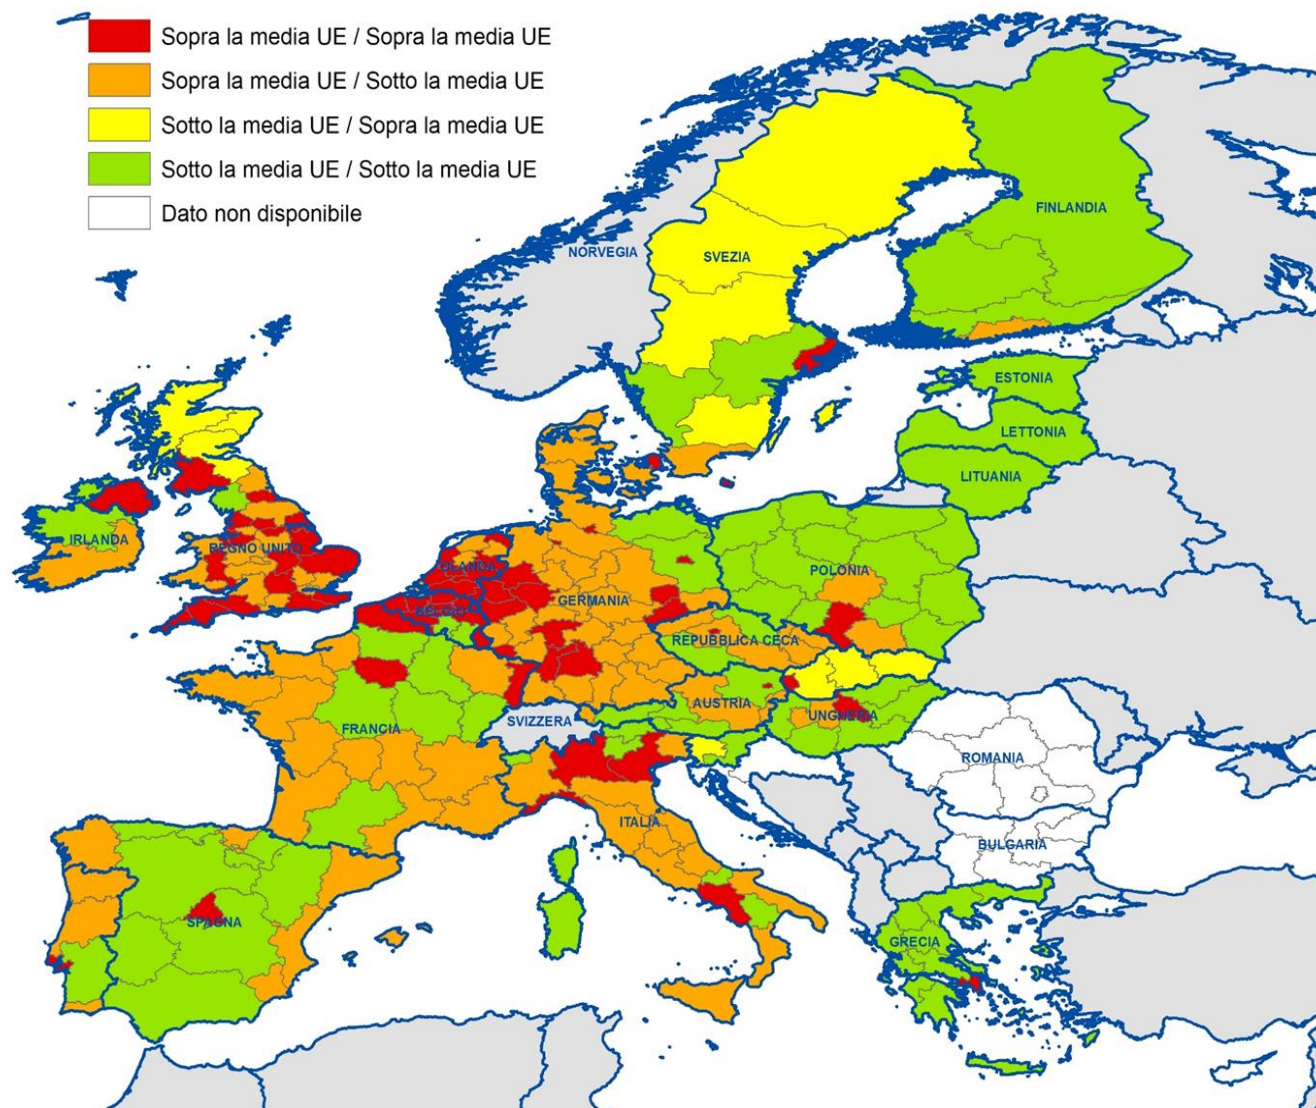 Sopra la media UE / Sopra la media UE
Sopra la media UE / Sotto la media UE
Sotto la media UE / Sopra la media UE
Sotto la media UE / Sotto la media UE
Dato non disponibile
FINLANDIA
NORVEGIA
SVEZIA
ESTONIA
LETTONIA
LITUANIA
IRLANDA
REGNO UNITO
OLANDA
POLONIA
GERMANIA
BELGIO
REPUBBLICA CECA
AUSTRIA
UNGHERIA
SVIZZERA
FRANCIA
ROMANIA
ITALIA
BULGARIA
SPAGNA
GRECIA